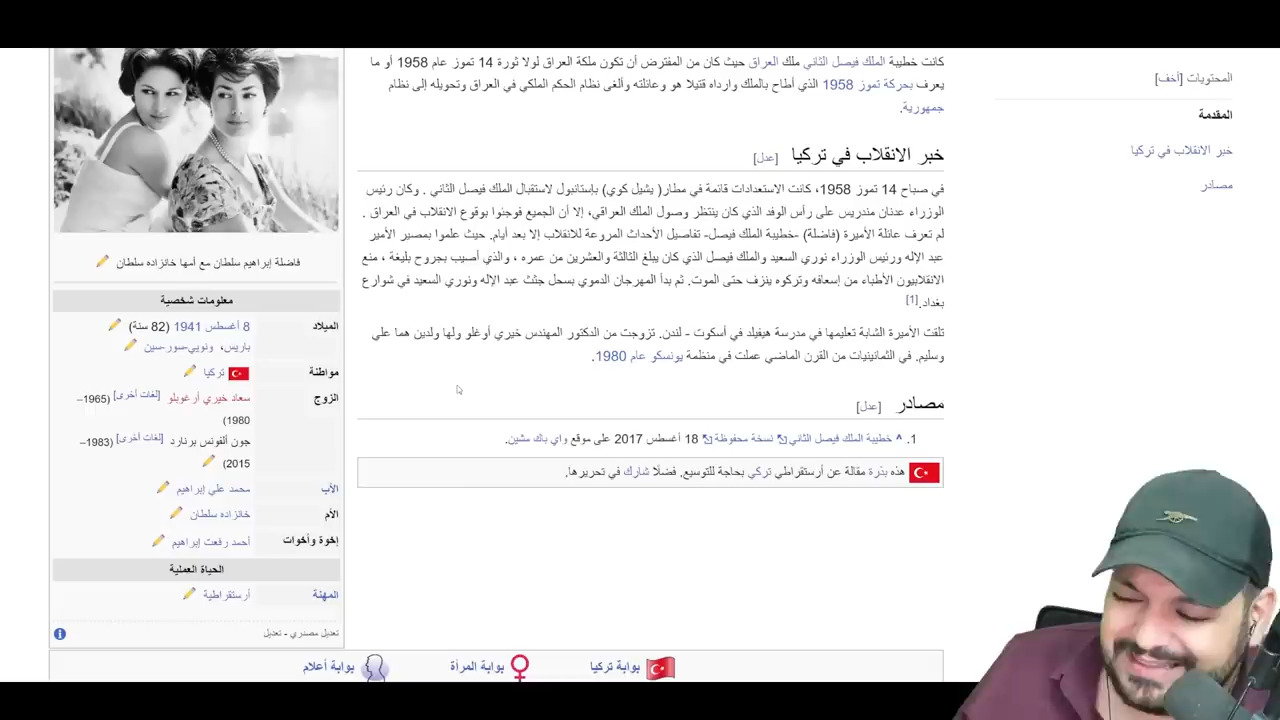 المحتويات [أخف]
المقدمة
خبر الانقلاب في تركيا
مصادر
كانت خطيبة الملك فيصل الثاني ملك العراق حيث كان من المفترض أن تكون ملكة العراق لولا ثورة 14 تموز عام 1958 أو ما
يعرف بحركة تموز 1958 الذي أطاح بالملك وارداه قتيلا هو وعائلته وألغى نظام الحكم الملكي في العراق وتحويله إلى نظام
جمهورية.
خبر الانقلاب في تركيا [عدل]
في صباح 14 تموز 1958، كانت الاستعدادات قائمة في مطار( يشيل كوي) بإستانبول لاستقبال الملك فيصل الثاني . وكان رئيس
الوزراء عدنان مندريس على رأس الوفد الذي كان ينتظر وصول الملك العراقي، إلا أن الجميع فوجئوا بوقوع الانقلاب في العراق .
لم تعرف عائلة الأميرة (فاضلة) -خطيبة الملك فيصل- تفاصيل الأحداث المروعة للانقلاب إلا بعد أيام. حيث علموا بمصير الأمير
عبد الإله ورئيس الوزراء نوري السعيد والملك فيصل الذي كان يبلغ الثالثة والعشرين من عمره ، والذي أصيب بجروح بليغة ، منع
الانقلابيون الأطباء من إسعافه وتركوه ينزف حتى الموت. ثم بدأ المهرجان الدموي بسحل جثث عبد الإله ونوري السعيد في شوارع
بغداد.[1]
تلقت الأميرة الشابة تعليمها في مدرسة هيفيلد في أسكوت - لندن. تزوجت من الدكتور المهندس خيري أوغلو ولها ولدين هما علي
وسليم. في الثمانينيات من القرن الماضي عملت في منظمة يونسكو عام 1980.
مصادر [عدل]
1. ^ خطيبة الملك فيصل الثاني نسخة محفوظة 18 أغسطس 2017 على موقع واي باك مشين.
هذه بذرة مقالة عن أرستقراطي تركي بحاجة للتوسيع. فضلًا شارك في تحريرها.
فاضلة إبراهيم سلطان مع أمها خانزاده سلطان
معلومات شخصية
الميلاد 8 أغسطس 1941 (82 سنة)
باريس، ونويي-سور-سين
مواطنة تركيا
الزوج سعاد خيري أرغوبلو [لغات أخرى] (1965–
1980)
جون ألفونس برنارد [لغات أخرى] (1983–
2015)
الأب محمد علي إبراهيم
الأم خانزاده سلطان
إخوة وأخوات أحمد رفعت إبراهيم
الحياة العملية
المهنة أرستقراطية
تعديل مصدري - تعديل
بوابة تركيا بوابة المرأة بوابة أعلام